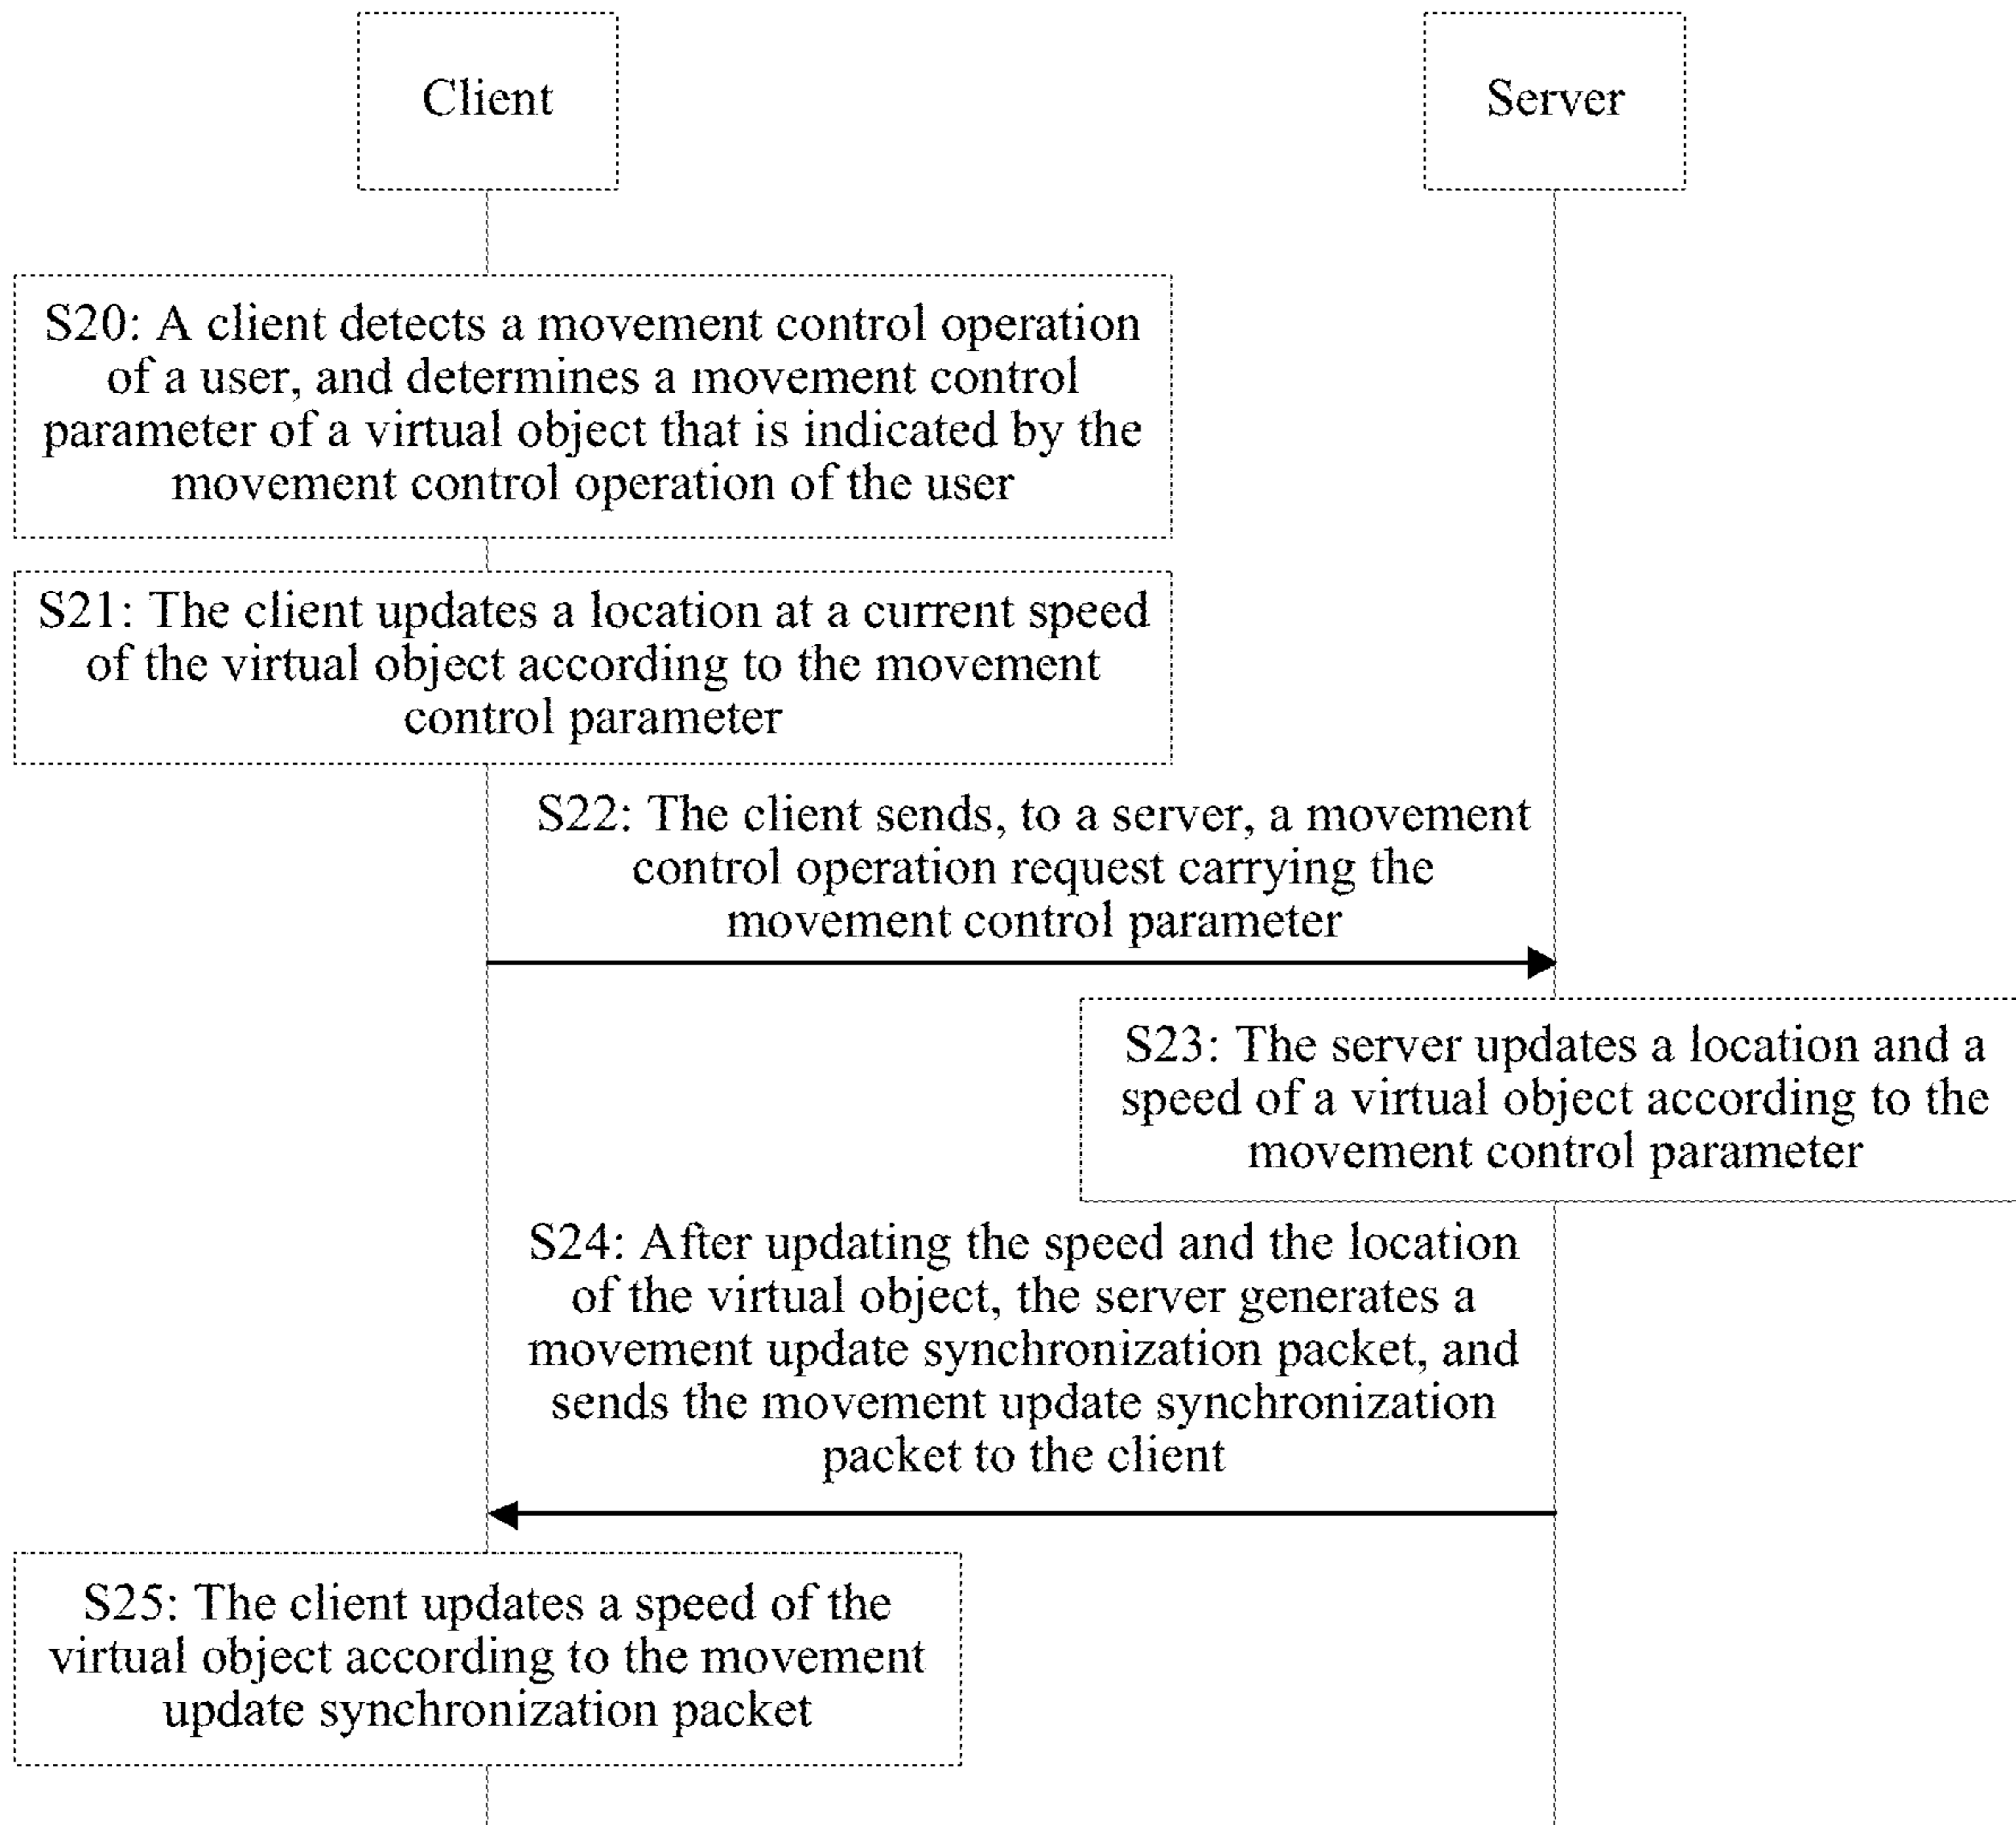 Client
Server
S20: A client detects a movement control operation
of a user, and determines a movement control
parameter of a virtual object that is indicated by the
movement control operation of the user
S21: The client updates a location at a current speed
of the virtual object according to the movement
control parameter
S22: The client sends, to a server, a movement
control operation request carrying the
movement control parameter
S23: The server updates a location and a
speed of a virtual object according to the
movement control parameter
S24: After updating the speed and the location
of the virtual object, the server generates a
movement update synchronization packet, and
sends the movement update synchronization
packet to the client
S25: The client updates a speed of the
virtual object according to the movement
update synchronization packet